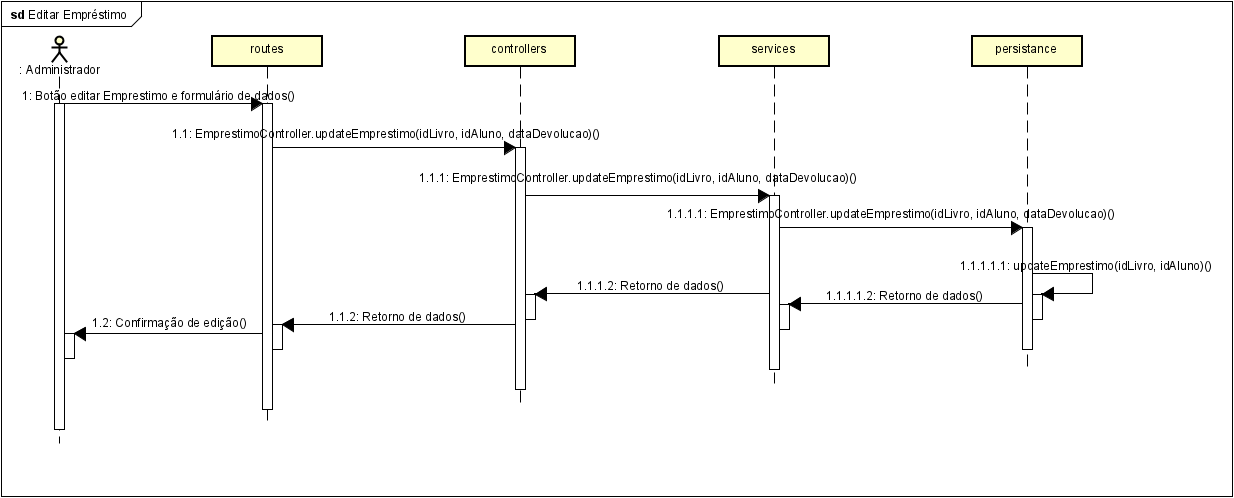 sd Editar Empréstimo
: Administrador
routes
controllers
services
persistance
1: Botão editar Emprestimo e formulário de dados()
1.1: EmprestimoController.updateEmprestimo(idLivro, idAluno, dataDevolucao)()
1.1.1: EmprestimoController.updateEmprestimo(idLivro, idAluno, dataDevolucao)()
1.1.1.1: EmprestimoController.updateEmprestimo(idLivro, idAluno, dataDevolucao)()
1.1.1.1.1: updateEmprestimo(idLivro, idAluno)()
1.1.1.2: Retorno de dados()
1.1.1.1.2: Retorno de dados()
1.2: Confirmação de edição()
1.1.2: Retorno de dados()